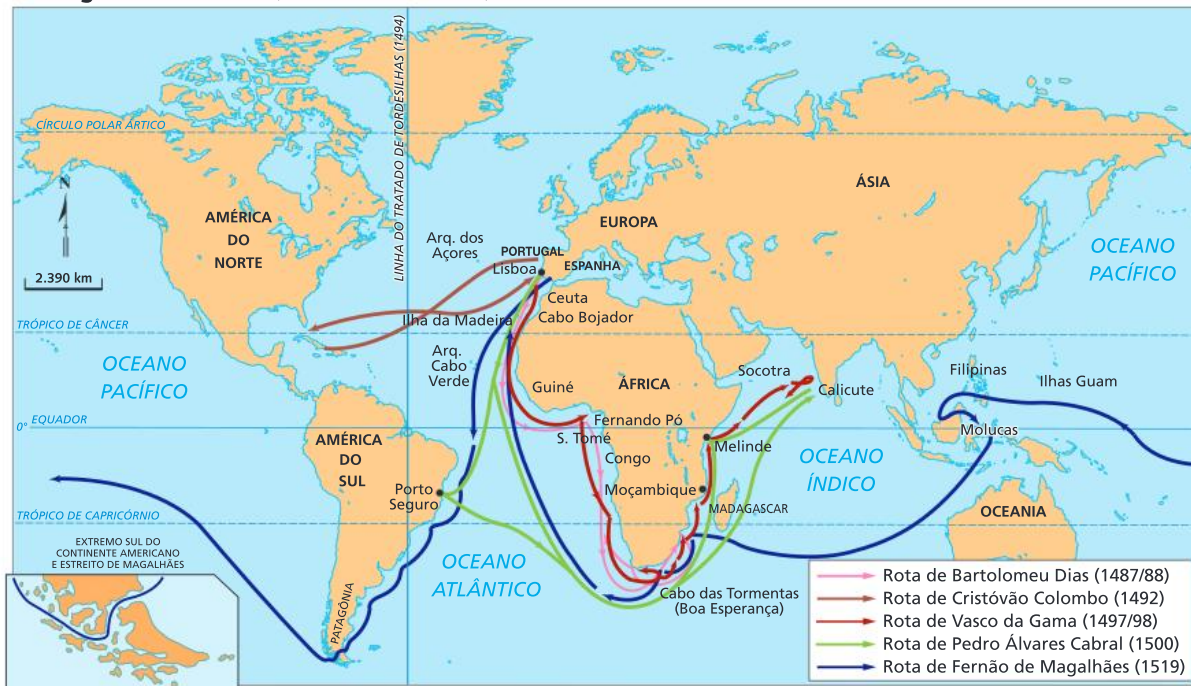 LINHA DO TRATADO DE TORDESILHAS (1494)
CÍRCULO POLAR ÁRTICO
N
2.390 km
AMÉRICA
DO
NORTE
ÁSIA
EUROPA
OCEANO
PACÍFICO
Arq. dos
Açores
PORTUGAL
Lisboa
ESPANHA
Ceuta
Cabo Bojador
Ilha da Madeira
TRÓPICO DE CÂNCER
OCEANO
PACÍFICO
Arq.
Cabo
Verde
Guiné
ÁFRICA
Socotra
Calicute
Filipinas
Ilhas Guam
0° EQUADOR
Fernando Pó
S. Tomé
Melinde
Molucas
AMÉRICA
DO
SUL
Congo
OCEANO
ÍNDICO
Porto
Seguro
Moçambique
MADAGASCAR
OCEANIA
TRÓPICO DE CAPRICÓRNIO
EXTREMO SUL DO
CONTINENTE AMERICANO
E ESTREITO DE MAGALHÃES
OCEANO
ATLÂNTICO
PATAGÔNIA
Cabo das Tormentas
(Boa Esperança)
Rota de Bartolomeu Dias (1487/88)
Rota de Cristóvão Colombo (1492)
Rota de Vasco da Gama (1497/98)
Rota de Pedro Álvares Cabral (1500)
Rota de Fernão de Magalhães (1519)